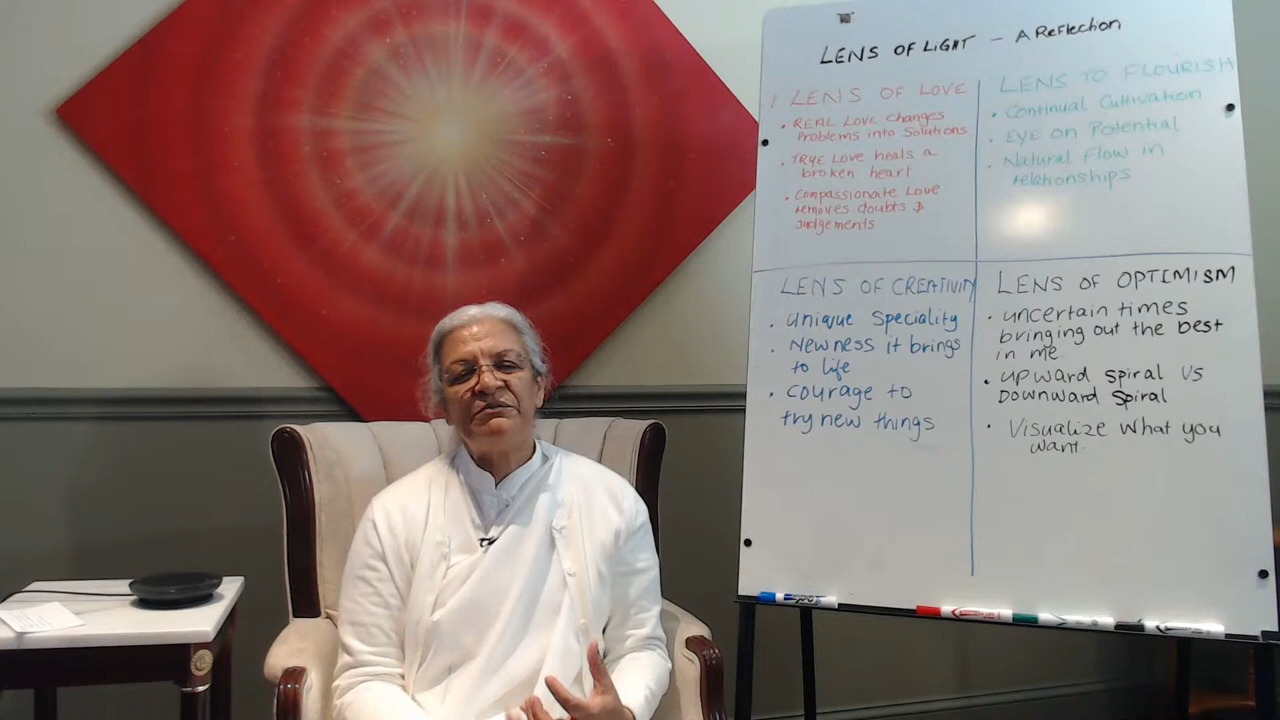 LENS OF LIGHT – A Reflection
1. LENS OF LOVE
• REAL LOVE changes
Problems into Solutions
• TRYE LOVE heals a
broken heart
• Compassionate Love
removes doubts &
Judgements
LENS TO FLOURISH
• Continual Cultivation
• Eye on Potential
• Natural Flow in
relationships
LENS OF CREATIVITY
• Unique Speciality
• Newness it brings
to life
• Courage to
try new things
LENS OF OPTIMISM
• Uncertain times
bringing out the best
in me.
• Upward spiral VS
Downward Spiral
• Visualize What you
want.